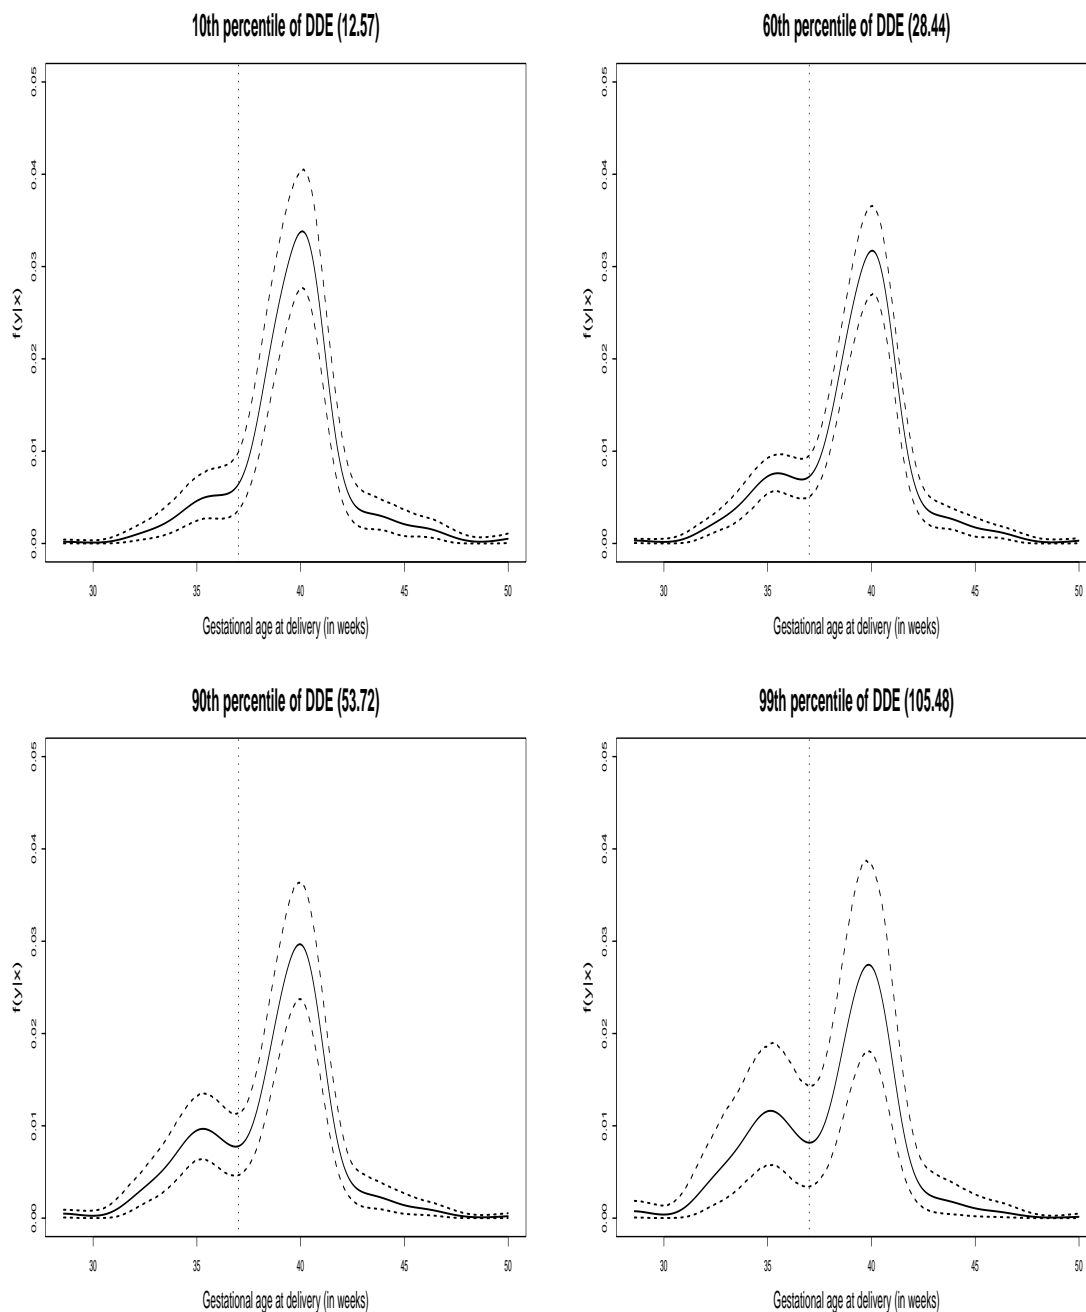 10th percentile of DDE (12.57)
f(y|x)
0.05
0.04
0.03
0.02
0.01
0.00
30 35 40 45 50
Gestational age at delivery (in weeks)
60th percentile of DDE (28.44)
f(y|x)
0.05
0.04
0.03
0.02
0.01
0.00
30 35 40 45 50
Gestational age at delivery (in weeks)
90th percentile of DDE (53.72)
f(y|x)
0.05
0.04
0.03
0.02
0.01
0.00
30 35 40 45 50
Gestational age at delivery (in weeks)
99th percentile of DDE (105.48)
f(y|x)
0.05
0.04
0.03
0.02
0.01
0.00
30 35 40 45 50
Gestational age at delivery (in weeks)